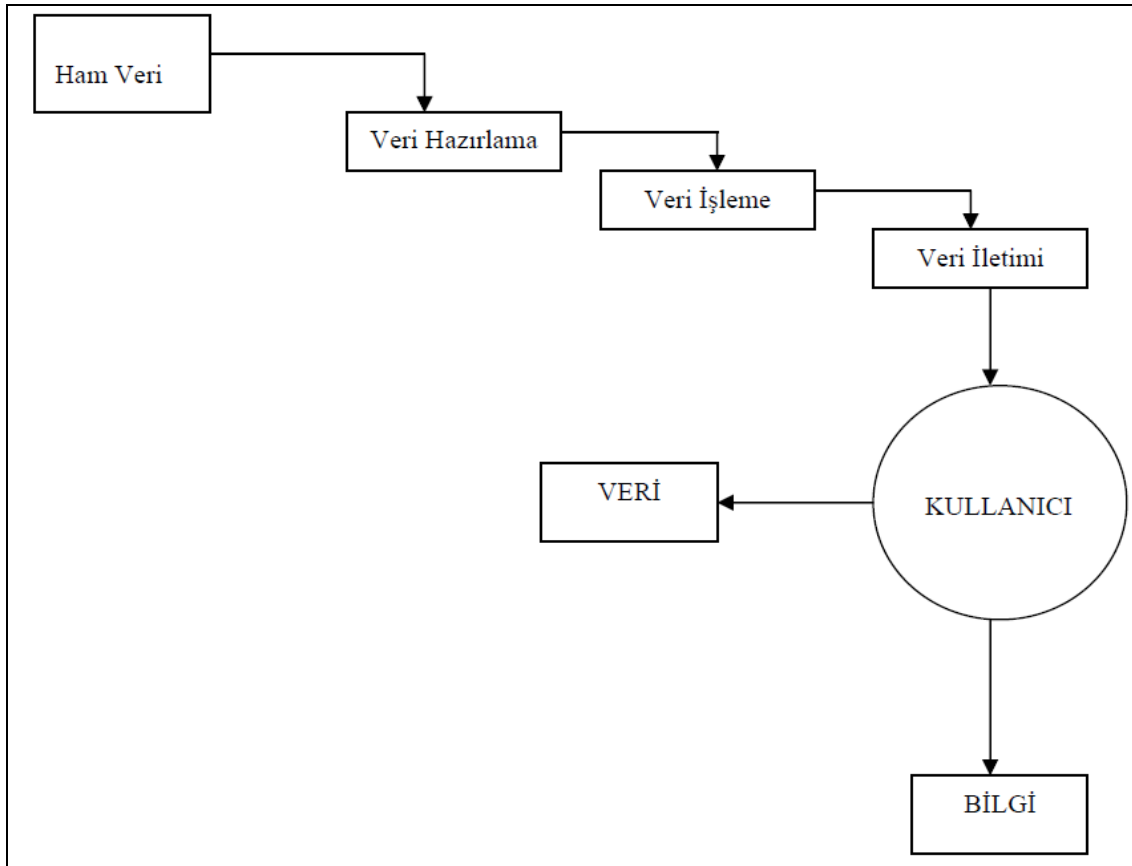 Ham Veri
Veri Hazırlama
Veri İşleme
Veri İletimi
VERİ
KULLANICI
BİLGİ